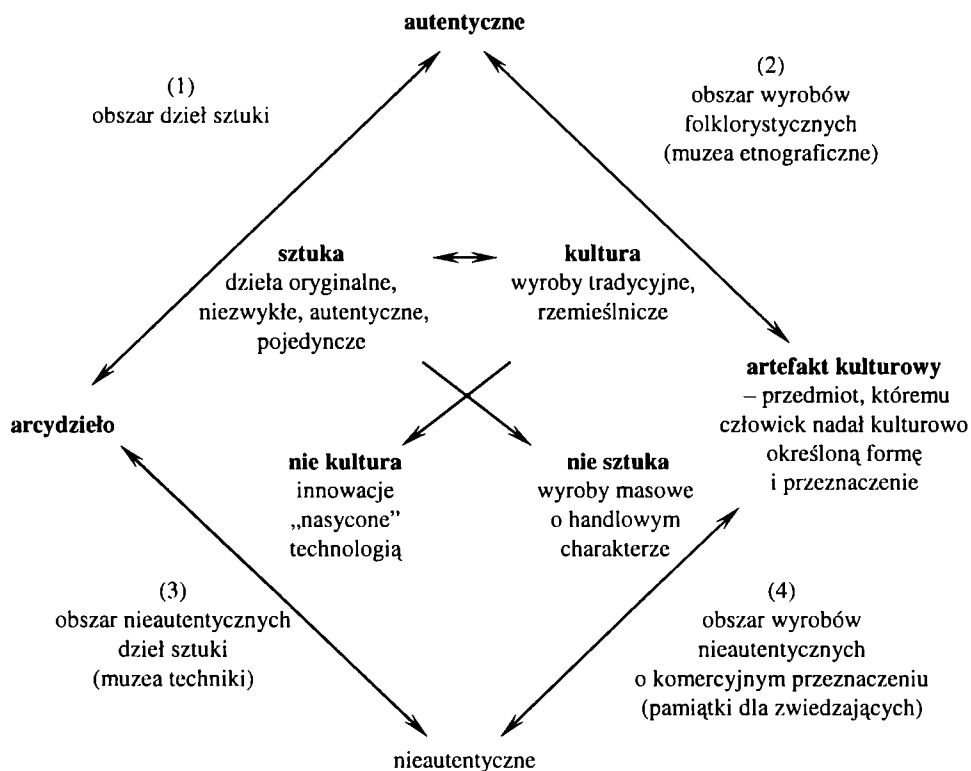 autentyczne
(1)
obszar dzieł sztuki
(2)
obszar wyrobów
folklorystycznych
(muzea etnograficzne)
sztuka
dzieła oryginalne,
niezwykłe, autentyczne,
pojedyncze
kultura
wyroby tradycyjne,
rzemieślnicze
arcydzieło
artefakt kulturowy
– przedmiot, któremu
człowiek nadał kulturowo
określoną formę
i przeznaczenie
nie kultura
innowacje
„nasycone”
technologią
nie sztuka
wyroby masowe
o handlowym
charakterze
(3)
obszar nieautentycznych
dzieł sztuki
(muzea techniki)
(4)
obszar wyrobów
nieautentycznych
o komercyjnym przeznaczeniu
(pamiątki dla zwiedzających)
nieautentyczne